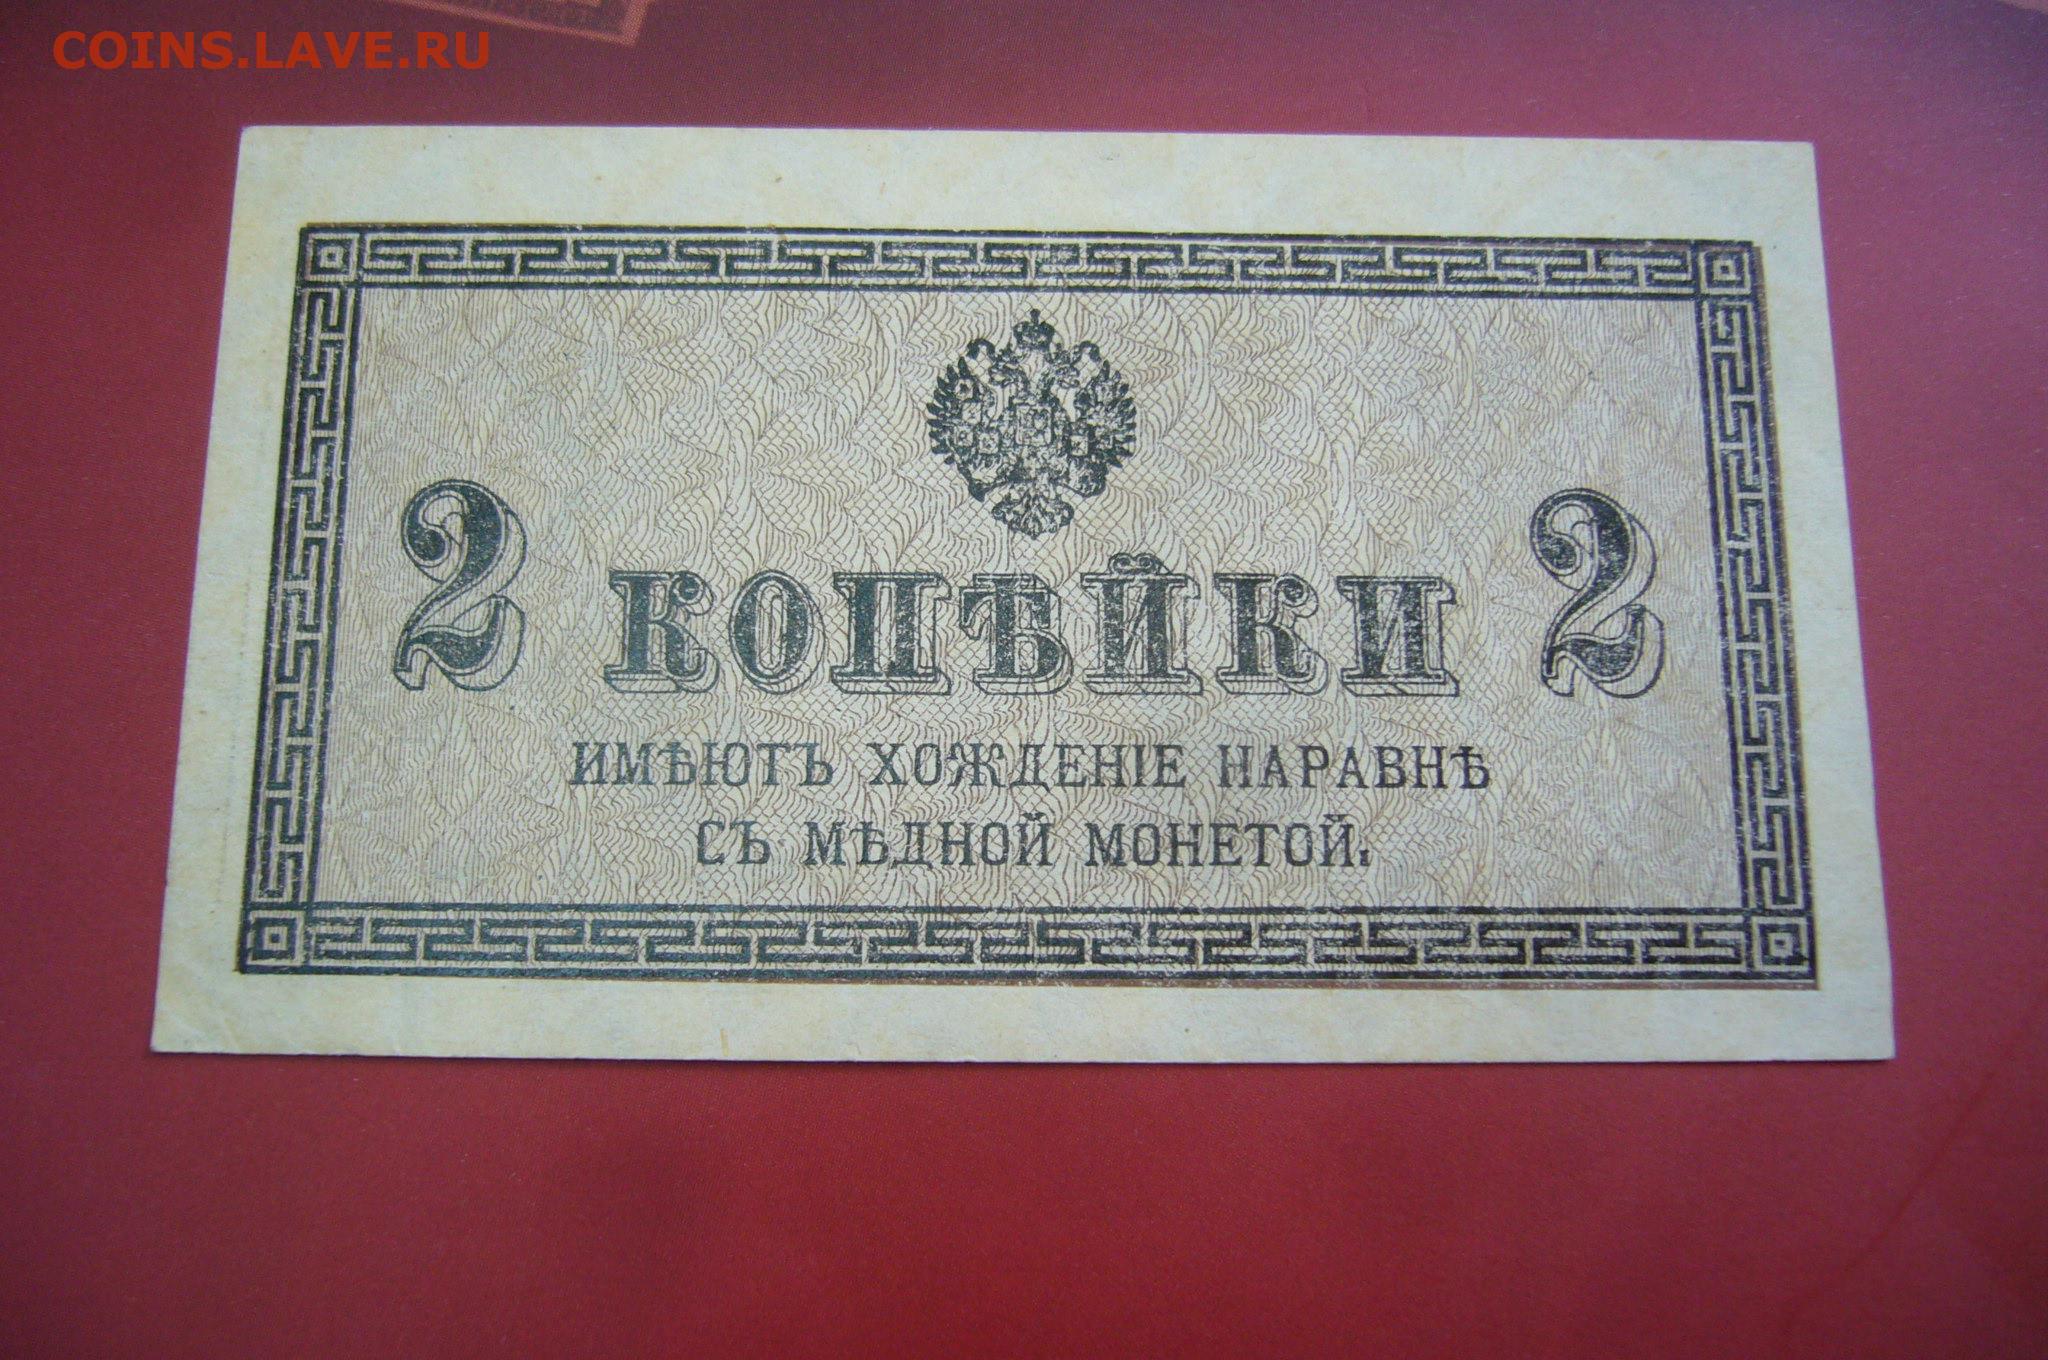 COINS.LAVE.RU
2 КОПѢЙКИ 2
ИМѢЮТЪ ХОЖДЕНІЕ НАРАВНѢ
СЪ МѢДНОЙ МОНЕТОЙ.